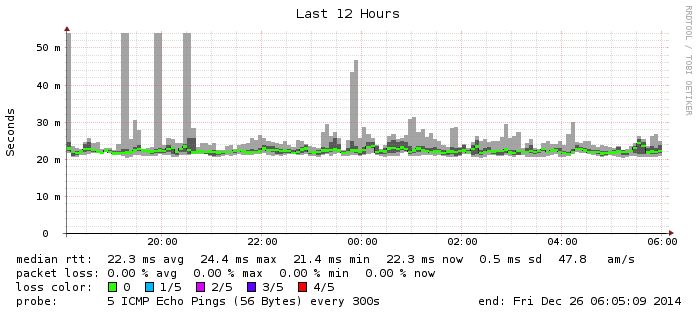 Last 12 Hours
RRDTOOL / TOBI OETIKER
Seconds
50 m
40 m
30 m
20 m
10 m
0
20:00 22:00 00:00 02:00 04:00 06:00
median rtt: 22.3 ms avg 24.4 ms max 21.4 ms min 22.3 ms now 0.5 ms sd 47.8 am/s
packet loss: 0.00 % avg 0.00 % max 0.00 % min 0.00 % now
loss color: 0 1/5 2/5 3/5 4/5
probe: 5 ICMP Echo Pings (56 Bytes) every 300s end: Fri Dec 26 06:05:09 2014